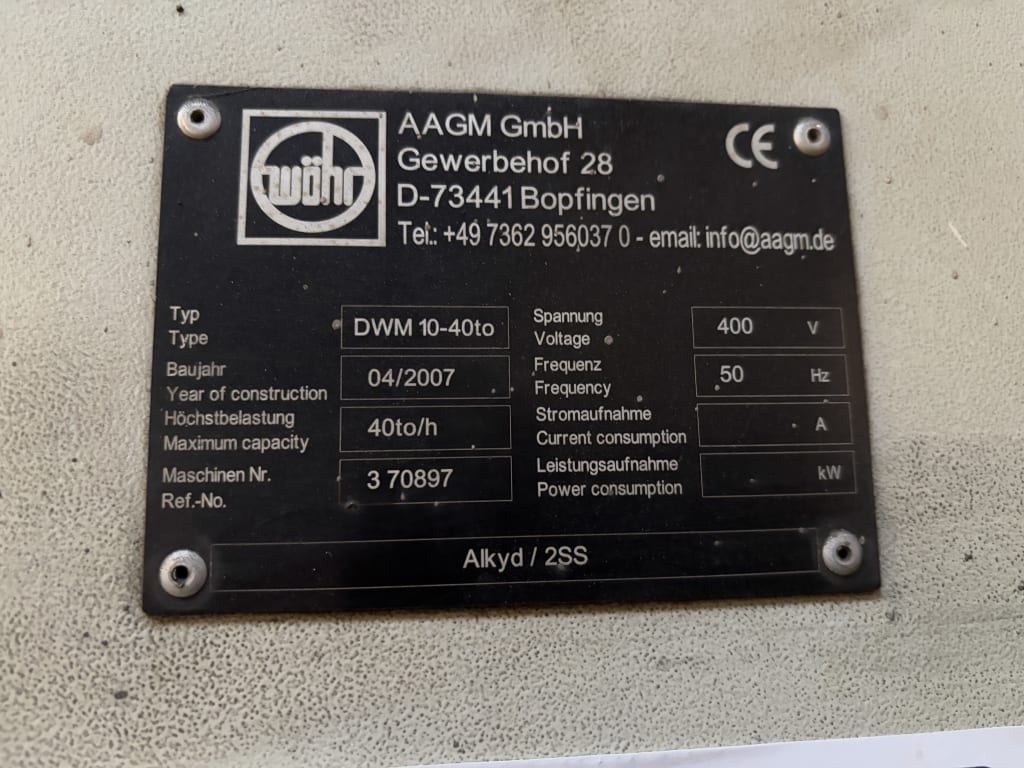 wöhr
AAGM GmbH
Gewerbehof 28
D-73441 Bopfingen
Tel.: +49 7362 956037 0 - email: info@aagm.de
CE
Typ
Type
DWM 10-40to
Baujahr
Year of construction
04/2007
Höchstbelastung
Maximum capacity
40to/h
Maschinen Nr.
Ref.-No.
3 70897
Spannung
Voltage
400 V
Frequenz
Frequency
50 Hz
Stromaufnahme
Current consumption
A
Leistungsaufnahme
Power consumption
kW
Alkyd / 2SS